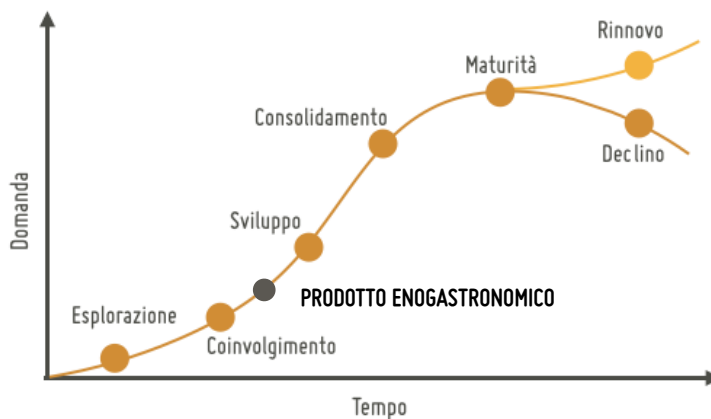 Rinnovo
Maturità
Consolidamento
Declino
Domanda
Sviluppo
PRODOTTO ENOGASTRONOMICO
Esplorazione
Coinvolgimento
Tempo